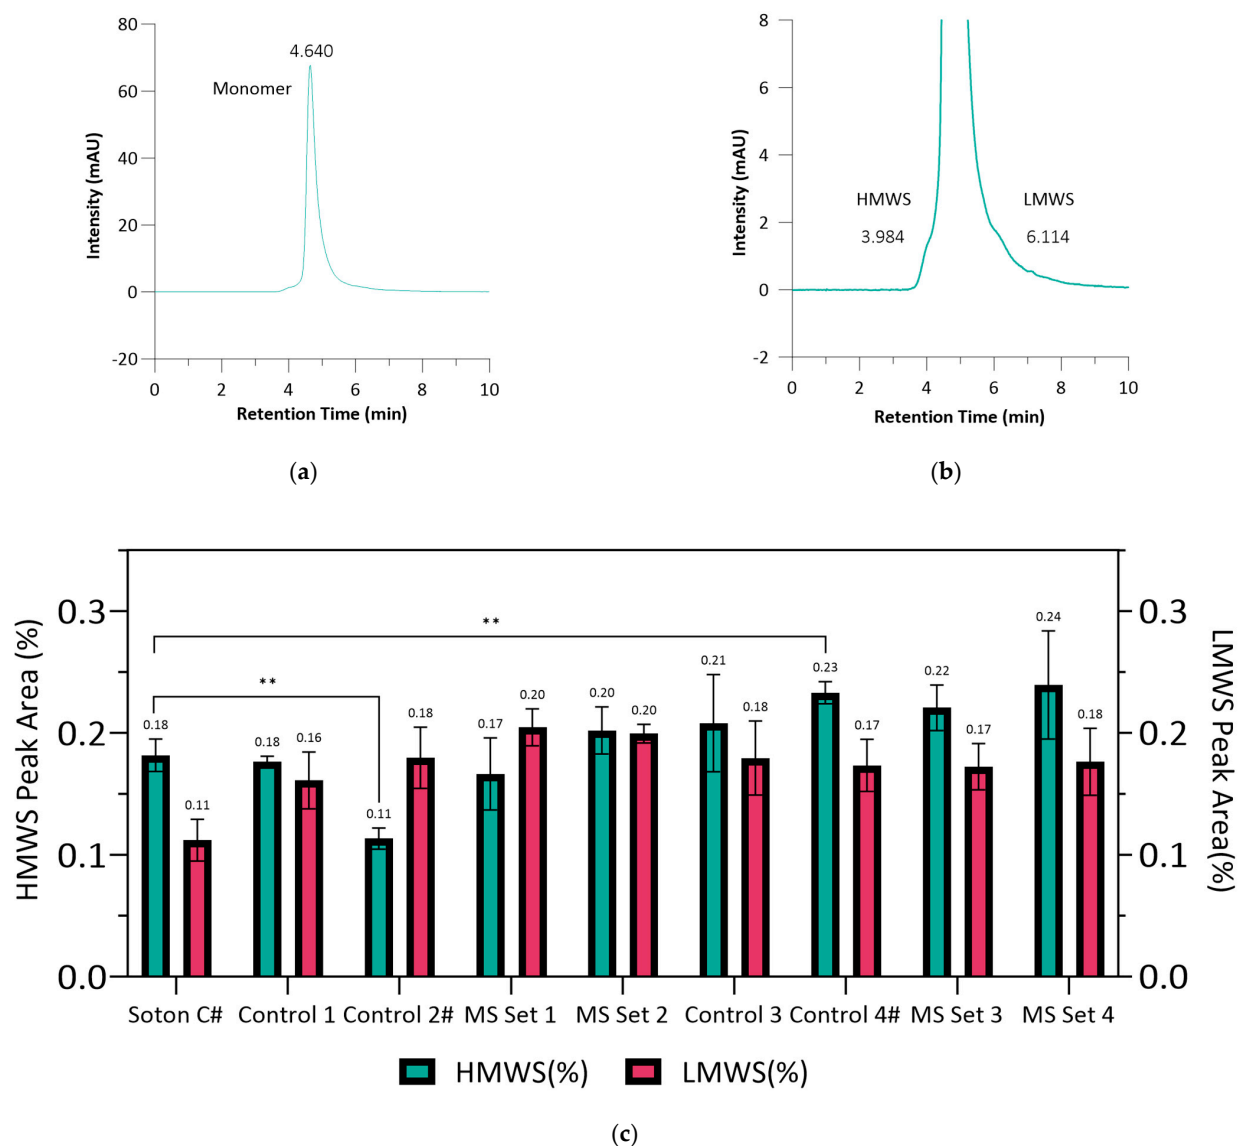 80
60
40
20
0
-20
Intensity (mAU)
4.640
Monomer
0 2 4 6 8 10
Retention Time (min)
(a)
8
6
4
2
0
-2
Intensity (mAU)
HMWS
3.984
LMWS
6.114
0 2 4 6 8 10
Retention Time (min)
(b)
HMWS Peak Area (%)
0.3
0.2
0.1
0.0
**
**
0.18 0.11 0.18 0.16 0.11 0.18 0.17 0.20 0.20 0.20 0.21 0.18 0.23 0.17 0.22 0.17 0.24 0.18
0.3
0.2
0.1
0.0
LMWS Peak Area(%)
Soton C# Control 1 Control 2# MS Set 1 MS Set 2 Control 3 Control 4# MS Set 3 MS Set 4
HMWS(%) LMWS(%)
(c)